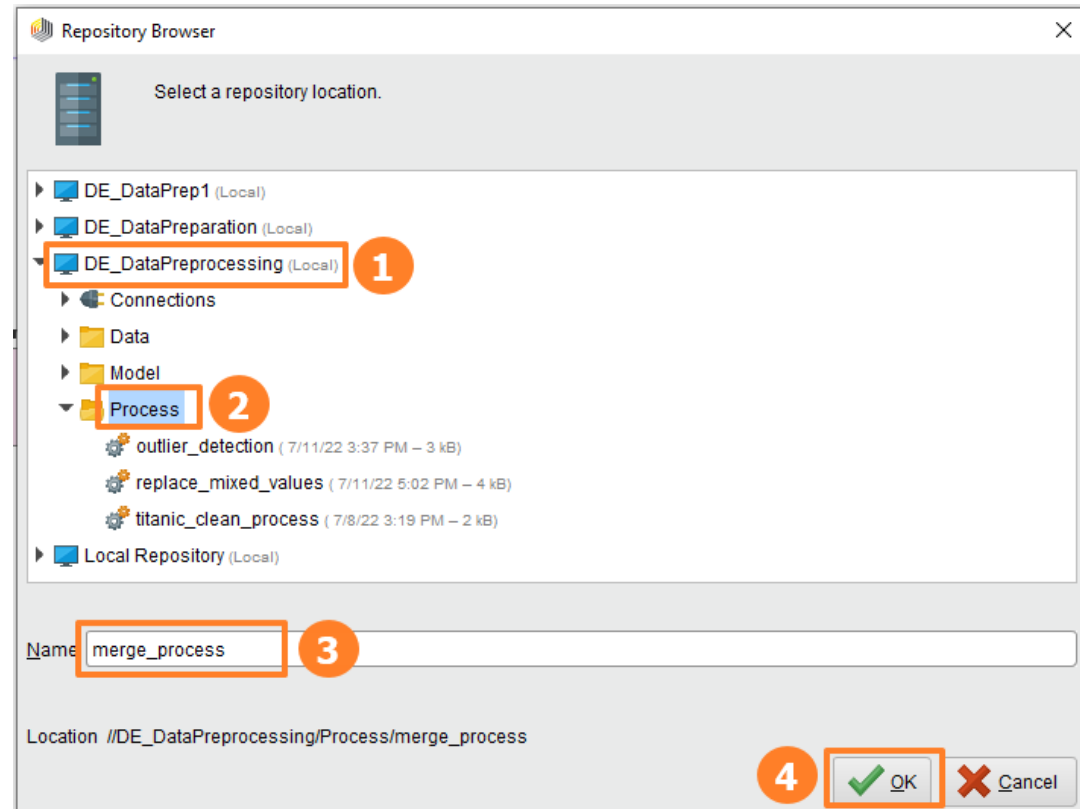 Repository Browser
Select a repository location.
DE_DataPrep1 (Local)
DE_DataPreparation (Local)
DE_DataPreprocessing (Local) 1
Connections
Data
Model
Process 2
outlier_detection ( 7/11/22 3:37 PM – 3 kB)
replace_mixed_values ( 7/11/22 5:02 PM – 4 kB)
titanic_clean_process ( 7/8/22 3:19 PM – 2 kB)
Local Repository (Local)
Name merge_process 3
Location //DE_DataPreprocessing/Process/merge_process
4 OK Cancel